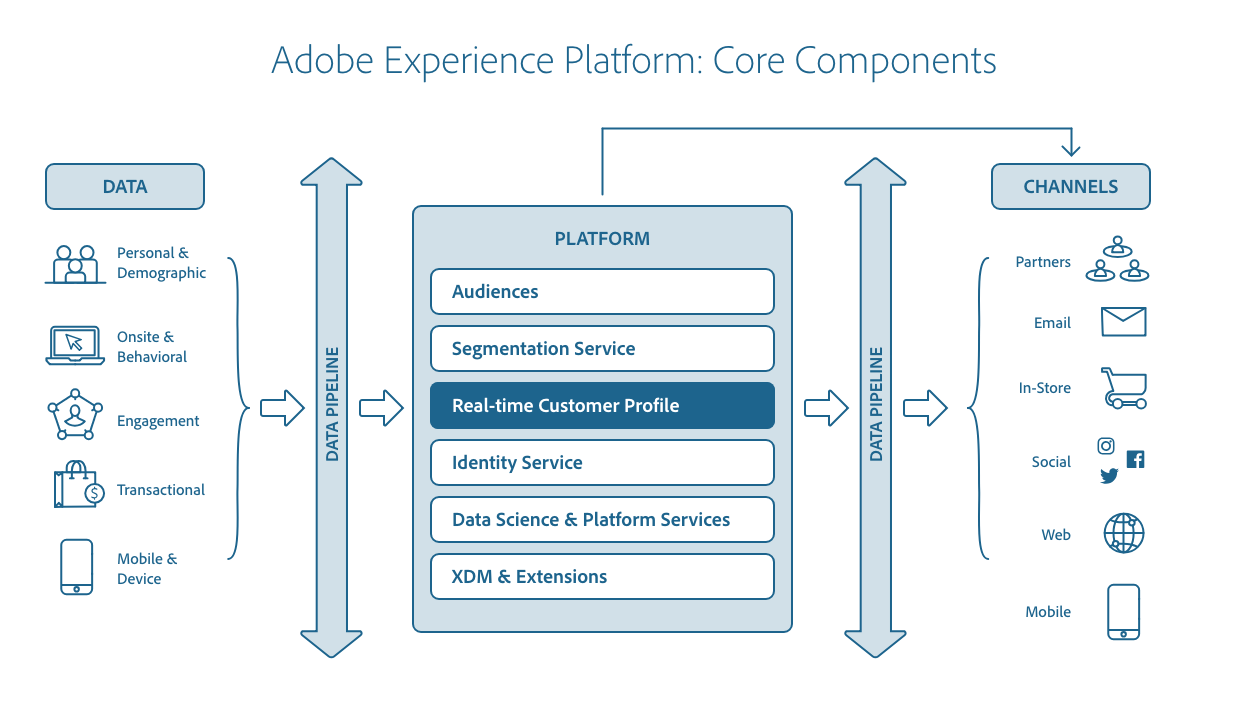 Adobe Experience Platform: Core Components
DATA
Personal &
Demographic
Onsite &
Behavioral
Engagement
$
Transactional
Mobile &
Device
DATA PIPELINE
PLATFORM
Audiences
Segmentation Service
Real-time Customer Profile
Identity Service
Data Science & Platform Services
XDM & Extensions
DATA PIPELINE
CHANNELS
Partners
Email
In-Store
Social
Web
Mobile